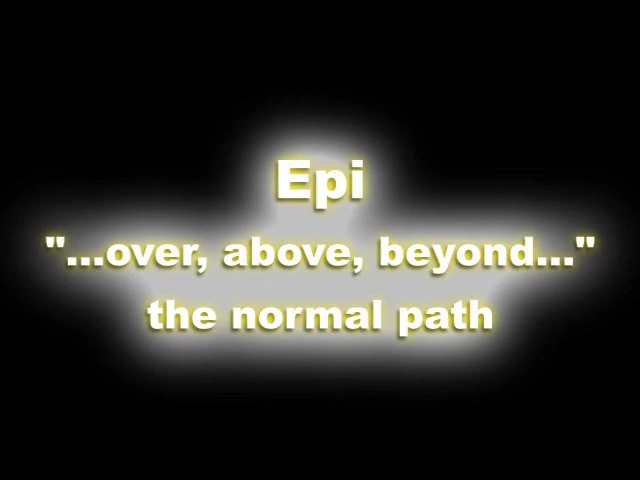 Epi
"...over, above, beyond..."
the normal path